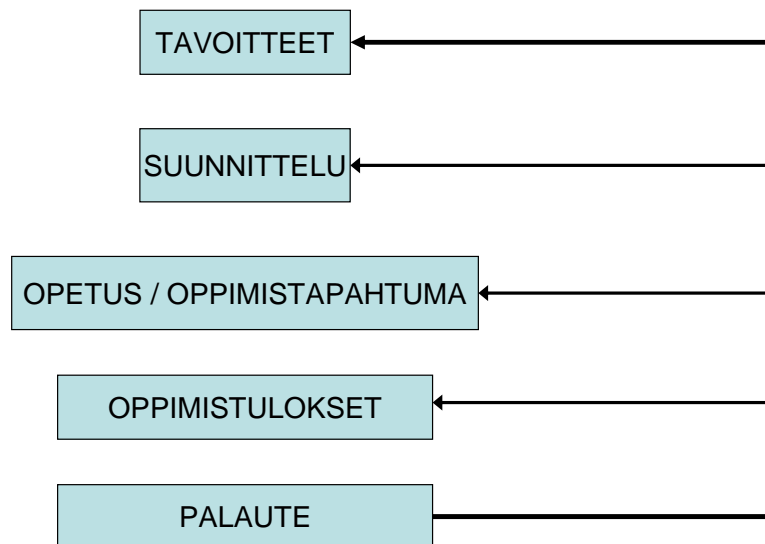 TAVOITTEET
SUUNNITTELU
OPETUS / OPPIMISTAPAHTUMA
OPPIMISTULOKSET
PALAUTE